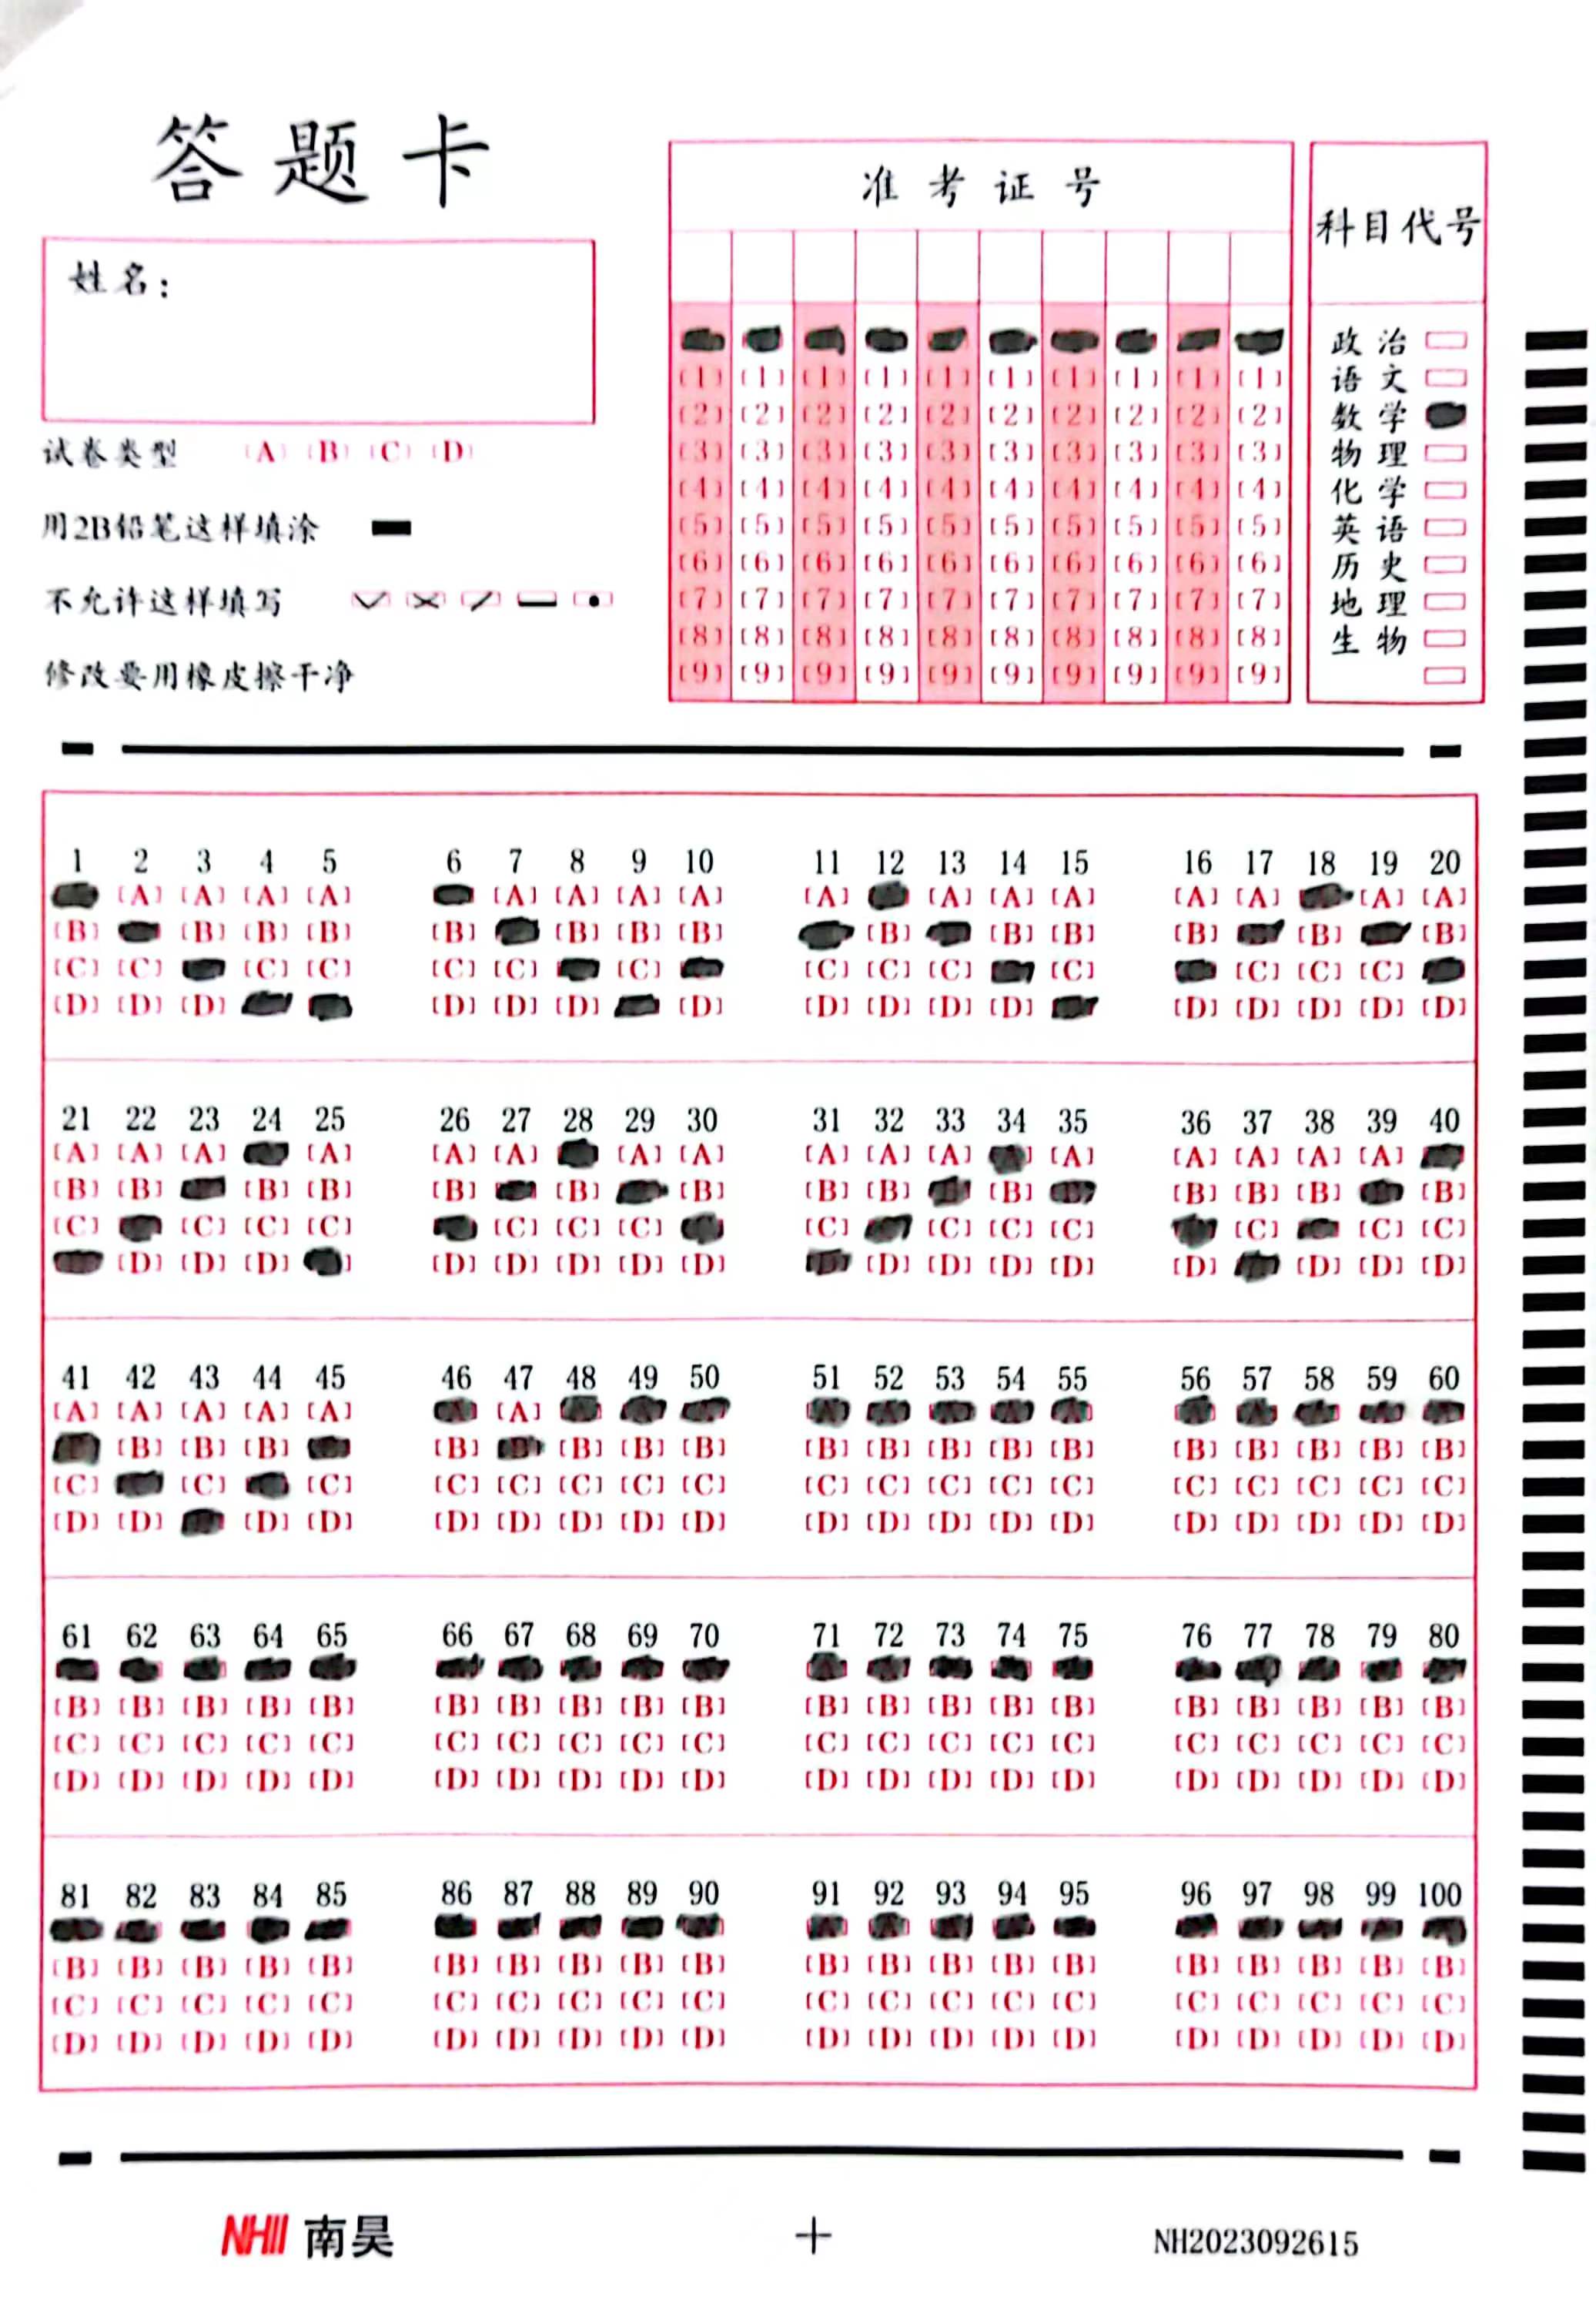 答题卡
准考证号
科目代号
姓名：
试卷类型 [A] [B] [C] [D]
用2B铅笔这样填涂
不允许这样填写
修改要用橡皮擦干净
[1] [1] [1] [1] [1] [1] [1] [1] [1] [1]
[2] [2] [2] [2] [2] [2] [2] [2] [2] [2]
[3] [3] [3] [3] [3] [3] [3] [3] [3] [3]
[4] [4] [4] [4] [4] [4] [4] [4] [4] [4]
[5] [5] [5] [5] [5] [5] [5] [5] [5] [5]
[6] [6] [6] [6] [6] [6] [6] [6] [6] [6]
[7] [7] [7] [7] [7] [7] [7] [7] [7] [7]
[8] [8] [8] [8] [8] [8] [8] [8] [8] [8]
[9] [9] [9] [9] [9] [9] [9] [9] [9] [9]
政治
语文
数学
物理
化学
英语
历史
地理
生物
1 2 3 4 5 6 7 8 9 10 11 12 13 14 15 16 17 18 19 20
[A] [A] [A] [A] [A] [A] [A] [A] [A] [A] [A] [A] [A] [A] [A] [A]
[B] [B] [B] [B] [B] [B] [B] [B] [B] [B] [B] [B] [B] [B]
[C] [C] [C] [C] [C] [C] [C] [C] [C] [C] [C] [C] [C] [C]
[D] [D] [D] [D] [D] [D] [D] [D] [D] [D] [D] [D] [D] [D] [D] [D]
21 22 23 24 25 26 27 28 29 30 31 32 33 34 35 36 37 38 39 40
[A] [A] [A] [A] [A] [A] [A] [A] [A] [A] [A] [A] [A] [A] [A] [A]
[B] [B] [B] [B] [B] [B] [B] [B] [B] [B] [B] [B] [B] [B]
[C] [C] [C] [C] [C] [C] [C] [C] [C] [C] [C] [C] [C] [C]
[D] [D] [D] [D] [D] [D] [D] [D] [D] [D] [D] [D] [D] [D] [D] [D]
41 42 43 44 45 46 47 48 49 50 51 52 53 54 55 56 57 58 59 60
[A] [A] [A] [A] [A] [A]
[B] [B] [B] [B] [B] [B] [B] [B] [B] [B] [B] [B] [B] [B] [B] [B] [B]
[C] [C] [C] [C] [C] [C] [C] [C] [C] [C] [C] [C] [C] [C] [C] [C] [C] [C]
[D] [D] [D] [D] [D] [D] [D] [D] [D] [D] [D] [D] [D] [D] [D] [D] [D] [D] [D]
61 62 63 64 65 66 67 68 69 70 71 72 73 74 75 76 77 78 79 80
[B] [B] [B] [B] [B] [B] [B] [B] [B] [B] [B] [B] [B] [B] [B] [B] [B] [B] [B] [B]
[C] [C] [C] [C] [C] [C] [C] [C] [C] [C] [C] [C] [C] [C] [C] [C] [C] [C] [C] [C]
[D] [D] [D] [D] [D] [D] [D] [D] [D] [D] [D] [D] [D] [D] [D] [D] [D] [D] [D] [D]
81 82 83 84 85 86 87 88 89 90 91 92 93 94 95 96 97 98 99 100
[B] [B] [B] [B] [B] [B] [B] [B] [B] [B] [B] [B] [B] [B] [B] [B] [B] [B] [B] [B]
[C] [C] [C] [C] [C] [C] [C] [C] [C] [C] [C] [C] [C] [C] [C] [C] [C] [C] [C] [C]
[D] [D] [D] [D] [D] [D] [D] [D] [D] [D] [D] [D] [D] [D] [D] [D] [D] [D] [D] [D]
南昊
NH2023092615